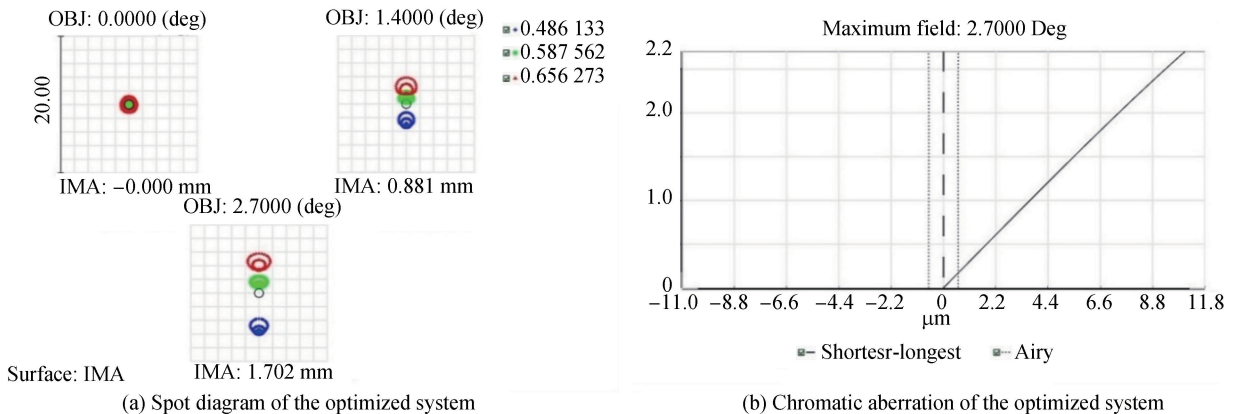 OBJ: 0.0000 (deg)
OBJ: 1.4000 (deg)
0.486 133
0.587 562
0.656 273
20.00
IMA: −0.000 mm
IMA: 0.881 mm
OBJ: 2.7000 (deg)
Surface: IMA
IMA: 1.702 mm
(a) Spot diagram of the optimized system
Maximum field: 2.7000 Deg
2.2
2.0
1.0
0
−11.0 −8.8 −6.6 −4.4 −2.2 0 2.2 4.4 6.6 8.8 11.8
μm
Shortesr-longest
Airy
(b) Chromatic aberration of the optimized system